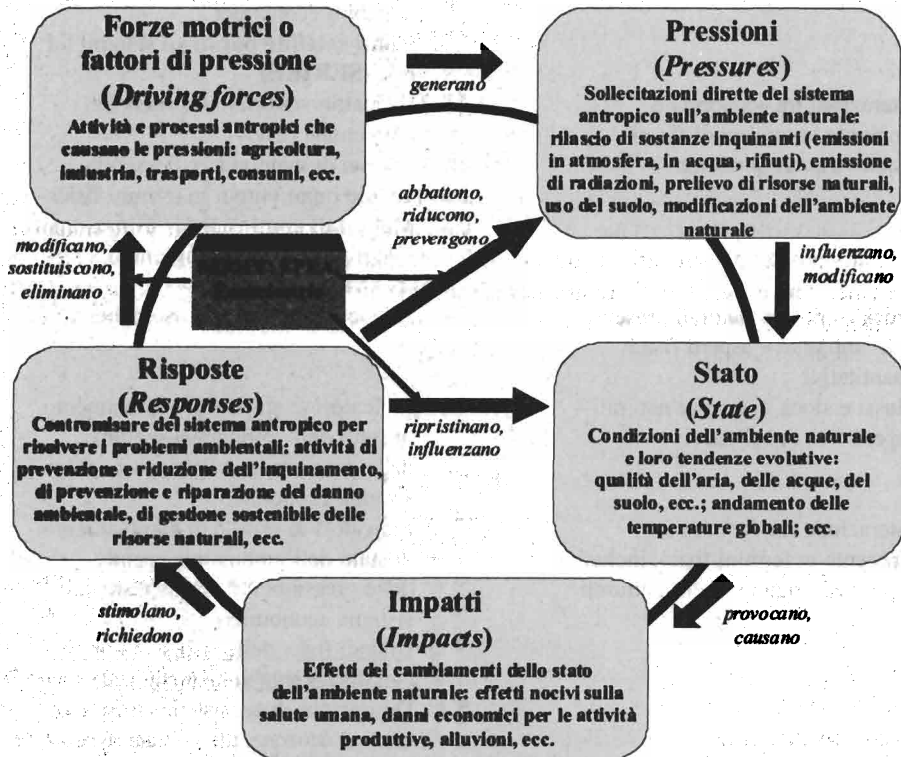 Forze motrici o
fattori di pressione
(Driving forces)
Attività e processi antropici che
causano le pressioni: agricoltura,
industria, trasporti, consumi, ecc.
generano
Pressioni
(Pressures)
Sollecitazioni dirette del sistema
antropico sull'ambiente naturale:
rilascio di sostanze inquinanti (emissioni
in atmosfera, in acqua, rifiuti), emissione
di radiazioni, prelievo di risorse naturali,
uso del suolo, modificazioni dell'ambiente
naturale
abbattono,
riducono,
prevengono
modificano,
sostituiscono,
eliminano
influenzano,
modificano
Risposte
(Responses)
Contromisure del sistema antropico per
risolvere i problemi ambientali: attività di
prevenzione e riduzione dell'inquinamento,
di prevenzione e riparazione del danno
ambientale, di gestione sostenibile delle
risorse naturali, ecc.
ripristinano,
influenzano
Stato
(State)
Condizioni dell'ambiente naturale
e loro tendenze evolutive:
qualità dell'aria, delle acque, del
suolo, ecc.; andamento delle
temperature globali; ecc.
stimolano,
richiedono
Impatti
(Impacts)
Effetti dei cambiamenti dello stato
dell'ambiente naturale: effetti nocivi sulla
salute umana, danni economici per le attività
produttive, alluvioni, ecc.
provocano,
causano